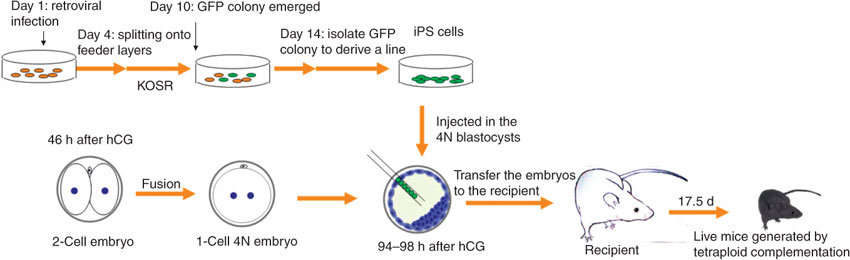 Day 1: retroviral
infection
Day 4: splitting onto
feeder layers
KOSR
Day 10: GFP colony emerged
Day 14: isolate GFP
colony to derive a line
iPS cells
Injected in the
4N blastocysts
46 h after hCG
2-Cell embryo
Fusion
1-Cell 4N embryo
94–98 h after hCG
Transfer the embryos
to the recipient
Recipient
17.5 d
Live mice generated by
tetraploid complementation